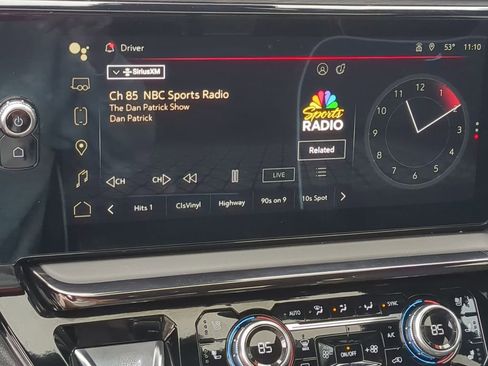 Driver
53° 11:10
SiriusXM
Ch 85 NBC Sports Radio
The Dan Patrick Show
Dan Patrick
Sports
RADIO
Related
12
1
2
3
4
5
6
7
8
9
10
11
CH CH LIVE
Hits 1 ClsVinyl Highway 90s on 9 10s Spot
AUTO SYNC
A/C
85 ON/OFF 85